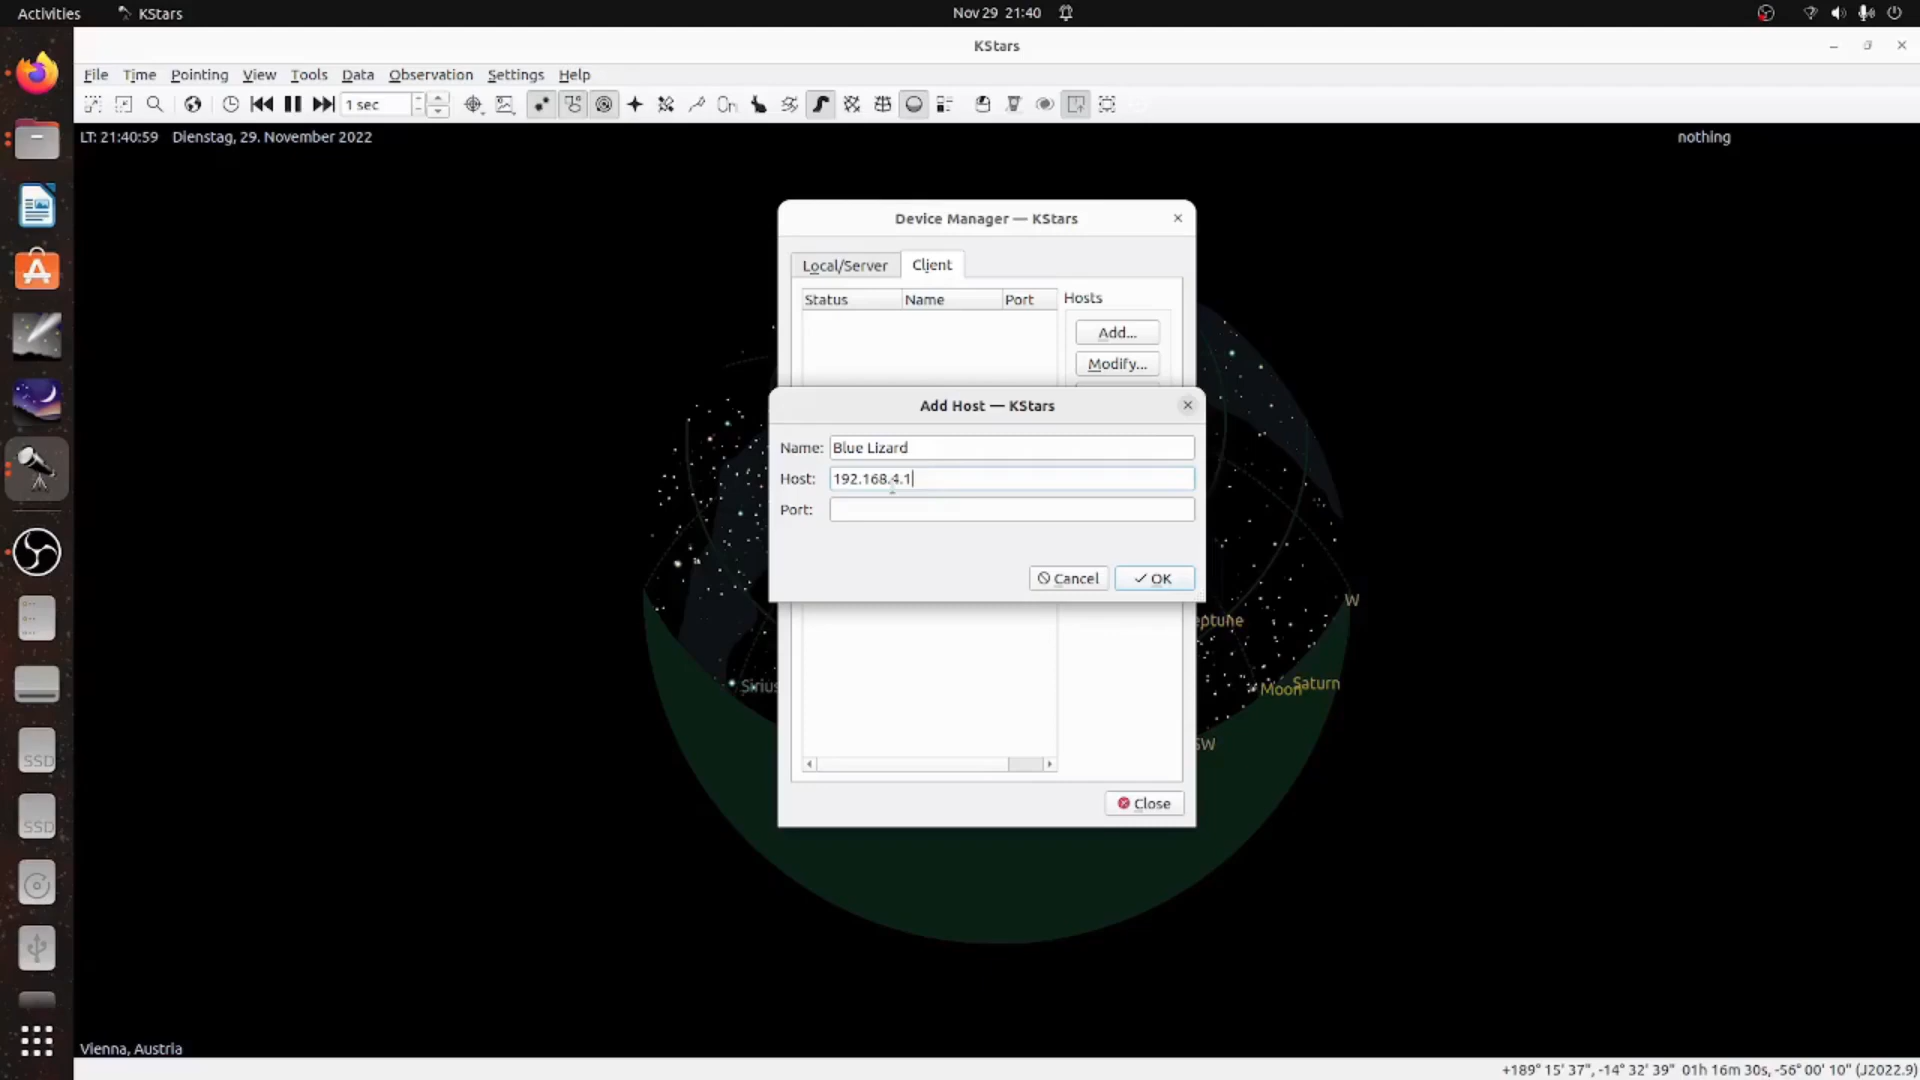 Activities KStars Nov 29 21:40
KStars
File Time Pointing View Tools Data Observation Settings Help
1 sec
LT: 21:40:59 Dienstag, 29. November 2022 nothing
Device Manager — KStars
Local/Server Client
Status Name Port Hosts
Add...
Modify...
Add Host — KStars
Name: Blue Lizard
Host: 192.168.4.1
Port:
Cancel OK
W
eptune
Sirius
Moon Saturn
SW
SSD
Close
SSD
Vienna, Austria
+189° 15' 37", -14° 32' 39" 01h 16m 30s, -56° 00' 10" (J2022.9)